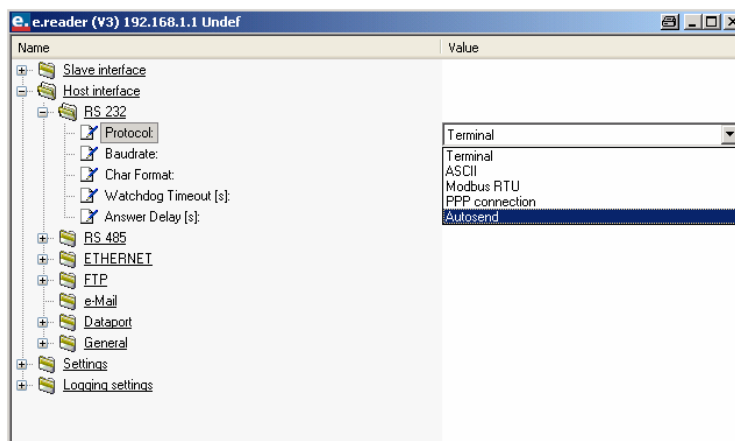 e. e.reader (V3) 192.168.1.1 Undef
Name Value
Slave interface
Host interface
RS 232
Protocol: Terminal
Baudrate: Terminal
ASCII
Char Format: Modbus RTU
Watchdog Timeout [s]: PPP connection
Answer Delay [s]: Autosend
RS 485
ETHERNET
FTP
e-Mail
Dataport
General
Settings
Logging settings